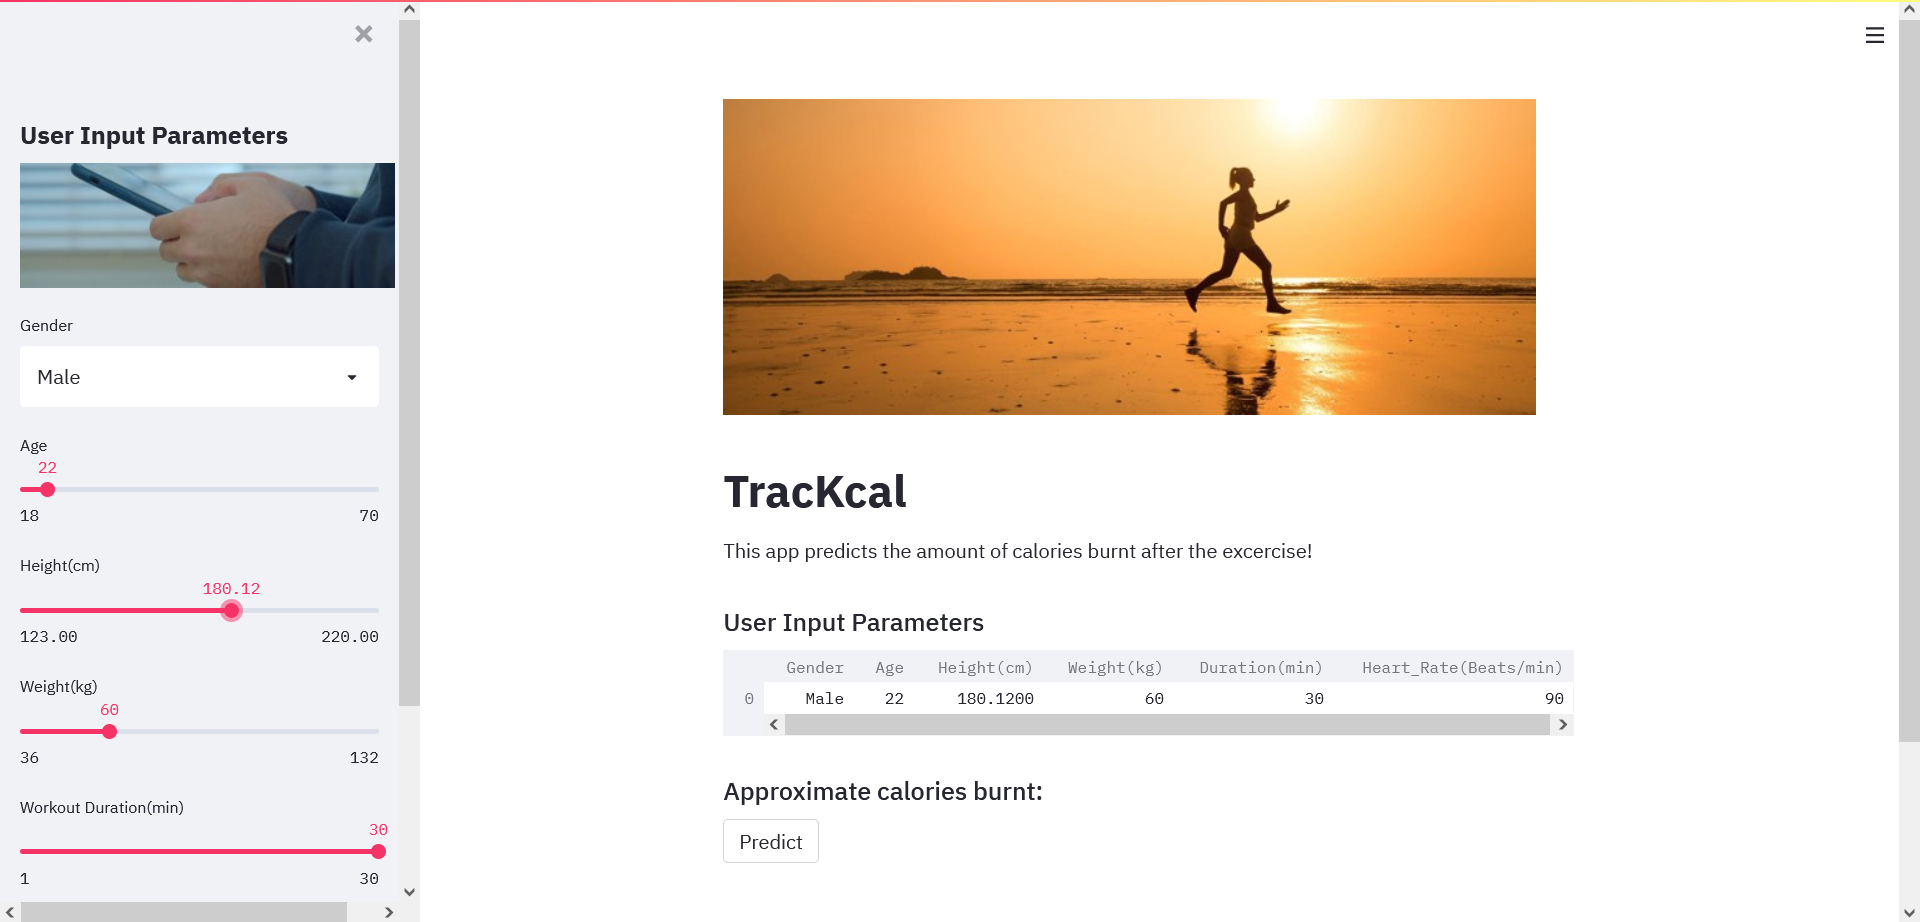 User Input Parameters
Gender
Male
Age
22
18 70
Height(cm)
180.12
123.00 220.00
Weight(kg)
60
36 132
Workout Duration(min)
30
1 30
TracKcal
This app predicts the amount of calories burnt after the excercise!
User Input Parameters
Gender Age Height(cm) Weight(kg) Duration(min) Heart_Rate(Beats/min)
0 Male 22 180.1200 60 30 90
Approximate calories burnt:
Predict